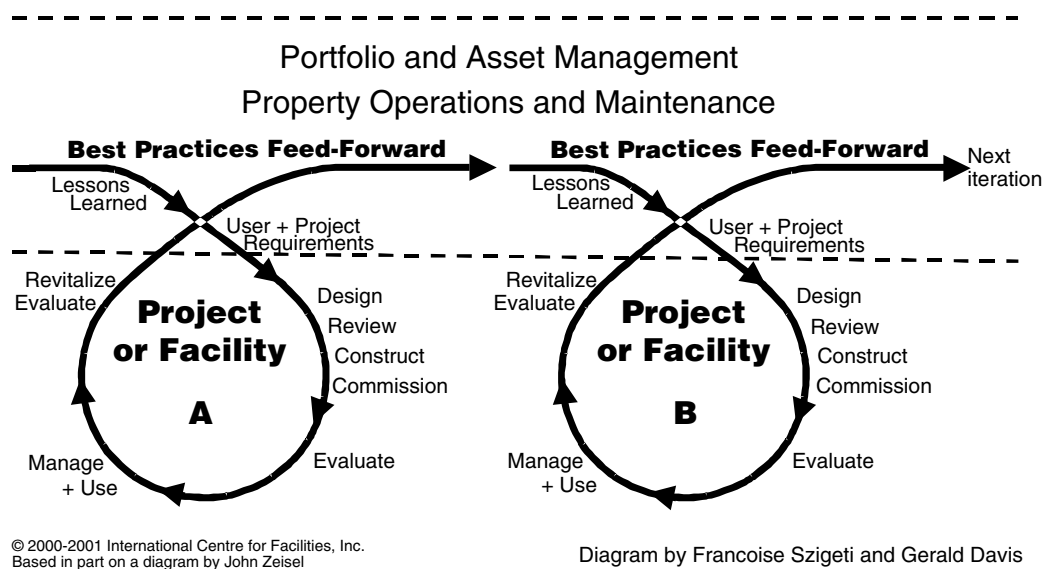 Portfolio and Asset Management
Property Operations and Maintenance
Best Practices Feed-Forward
Lessons
Learned
User + Project
Requirements
Revitalize
Evaluate
Project
or Facility
A
Design
Review
Construct
Commission
Evaluate
Manage
+ Use
Best Practices Feed-Forward
Next
iteration
Lessons
Learned
User + Project
Requirements
Revitalize
Evaluate
Project
or Facility
B
Design
Review
Construct
Commission
Evaluate
Manage
+ Use
© 2000-2001 International Centre for Facilities, Inc.
Based in part on a diagram by John Zeisel
Diagram by Francoise Szigeti and Gerald Davis